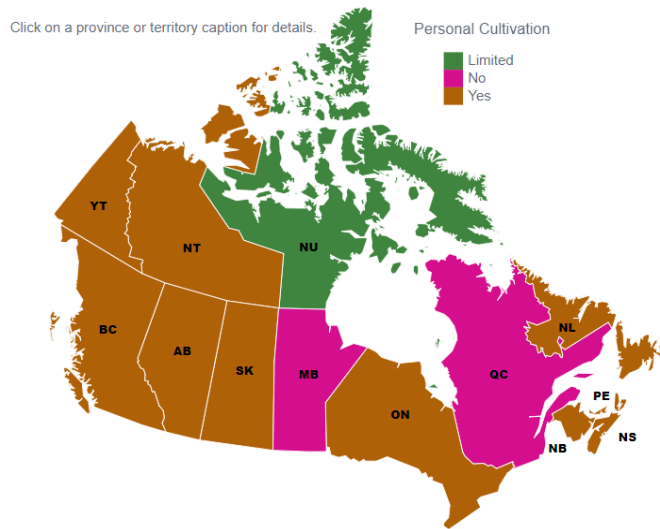 Click on a province or territory caption for details.
Personal Cultivation
Limited
No
Yes
YT
NT
NU
BC
AB
SK
MB
ON
QC
NL
PE
NB
NS